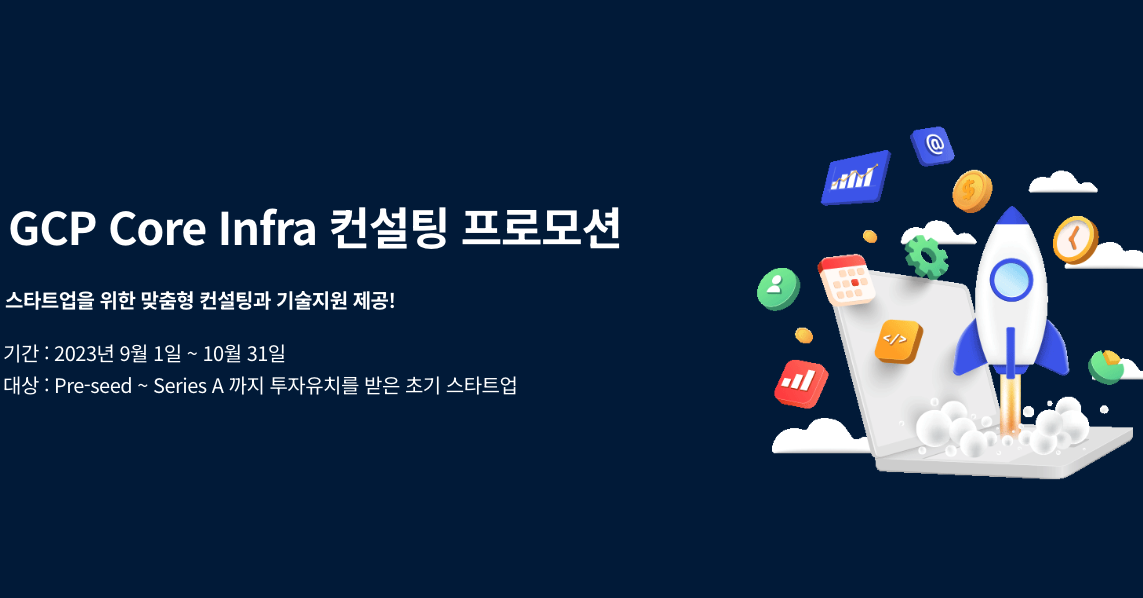 GCP Core Infra 컨설팅 프로모션
스타트업을 위한 맞춤형 컨설팅과 기술지원 제공!
기간 : 2023년 9월 1일 ~ 10월 31일
대상 : Pre-seed ~ Series A 까지 투자유치를 받은 초기 스타트업
@
$
</>